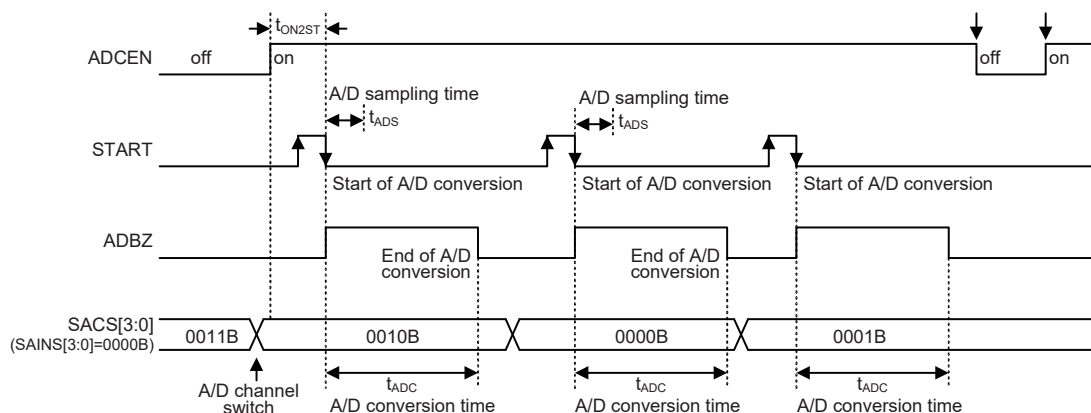 tON2ST
ADCEN
off
on
off
on
A/D sampling time
A/D sampling time
tADS
tADS
START
Start of A/D conversion
Start of A/D conversion
Start of A/D conversion
ADBZ
End of A/D
conversion
End of A/D
conversion
SACS[3:0]
(SAINS[3:0]=0000B)
0011B
0010B
0000B
0001B
A/D channel
switch
tADC
tADC
tADC
A/D conversion time
A/D conversion time
A/D conversion time